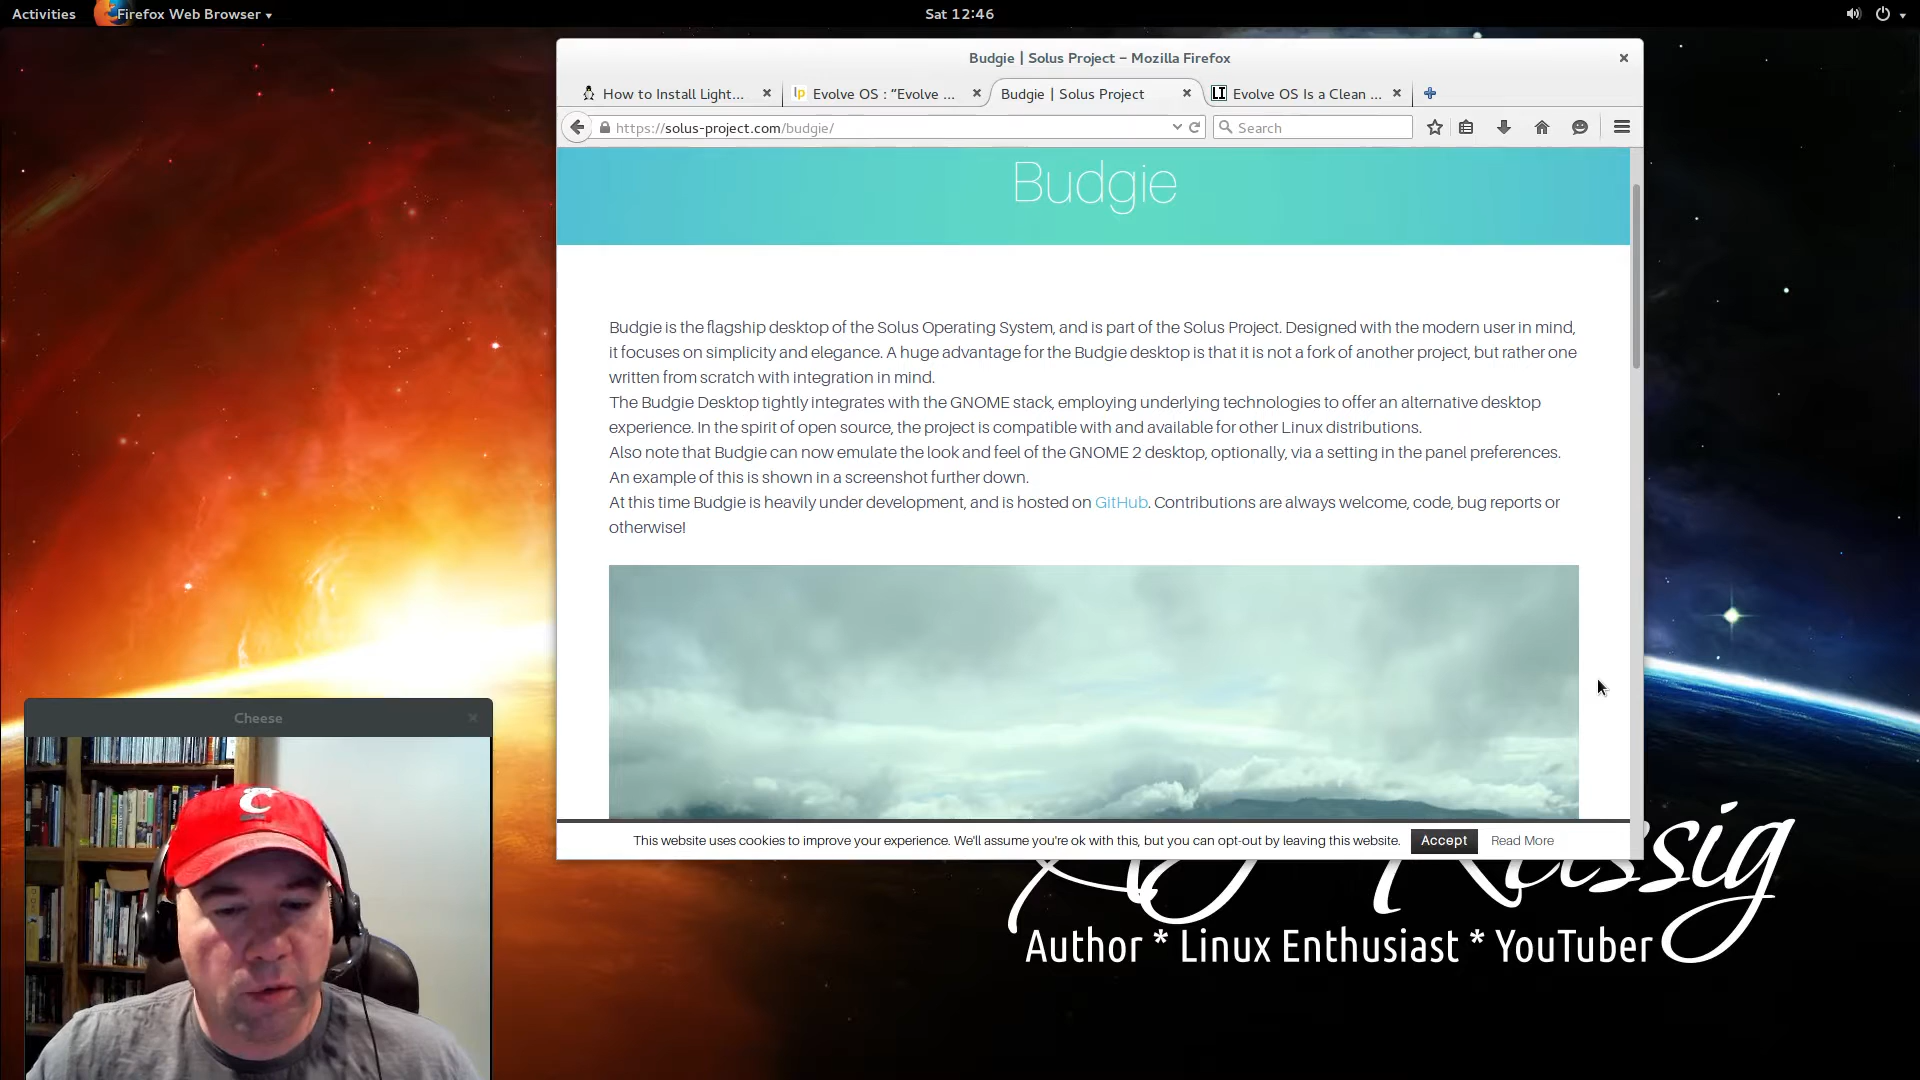 Activities
Firefox Web Browser
Sat 12:46
Budgie | Solus Project – Mozilla Firefox
How to Install Light...
lp
Evolve OS : “Evolve ...
Budgie | Solus Project
LI
Evolve OS Is a Clean ...
https://solus-project.com/budgie/
Search
Budgie
Budgie is the flagship desktop of the Solus Operating System, and is part of the Solus Project. Designed with the modern user in mind,
it focuses on simplicity and elegance. A huge advantage for the Budgie desktop is that it is not a fork of another project, but rather one
written from scratch with integration in mind.
The Budgie Desktop tightly integrates with the GNOME stack, employing underlying technologies to offer an alternative desktop
experience. In the spirit of open source, the project is compatible with and available for other Linux distributions.
Also note that Budgie can now emulate the look and feel of the GNOME 2 desktop, optionally, via a setting in the panel preferences.
An example of this is shown in a screenshot further down.
At this time Budgie is heavily under development, and is hosted on GitHub. Contributions are always welcome, code, bug reports or
otherwise!
This website uses cookies to improve your experience. We'll assume you're ok with this, but you can opt-out by leaving this website.
Accept
Read More
Cheese
C
Author * Linux Enthusiast * YouTuber